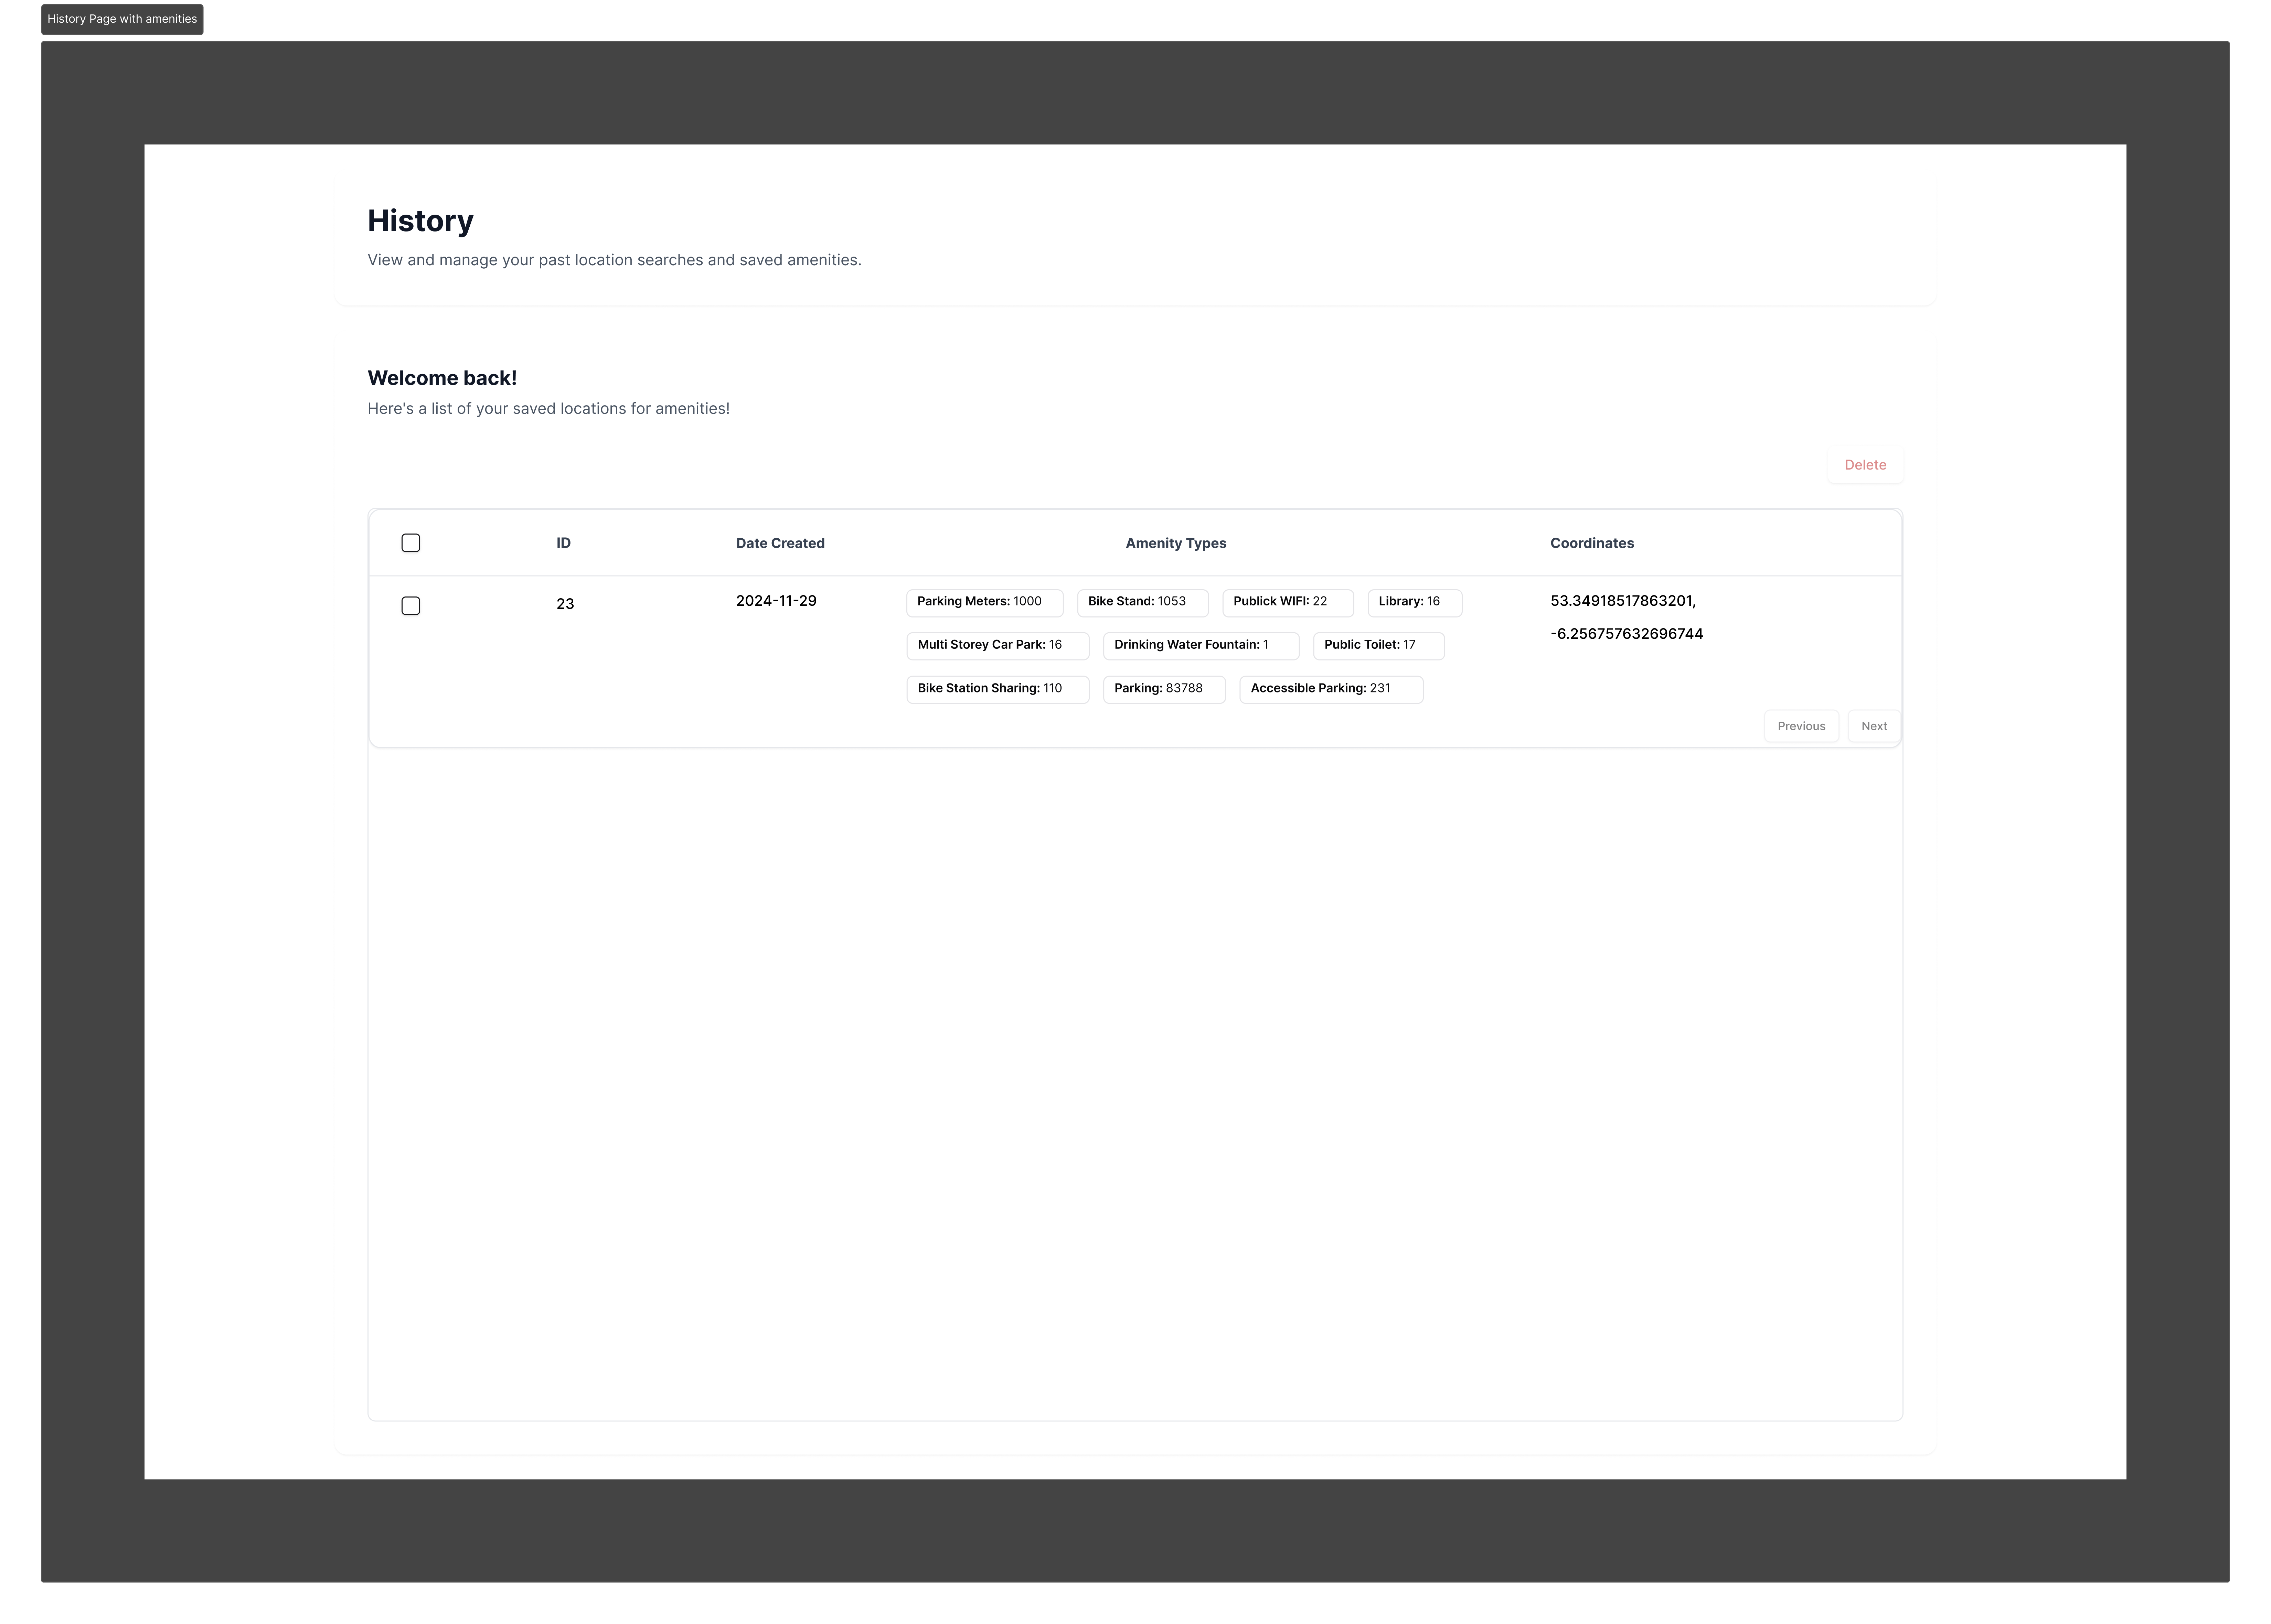 History Page with amenities
History
View and manage your past location searches and saved amenities.
Welcome back!
Here's a list of your saved locations for amenities!
Delete
ID Date Created Amenity Types Coordinates
23 2024-11-29 Parking Meters: 1000 Bike Stand: 1053 Publick WIFI: 22 Library: 16 53.34918517863201,
-6.256757632696744
Multi Storey Car Park: 16 Drinking Water Fountain: 1 Public Toilet: 17
Bike Station Sharing: 110 Parking: 83788 Accessible Parking: 231
Previous Next